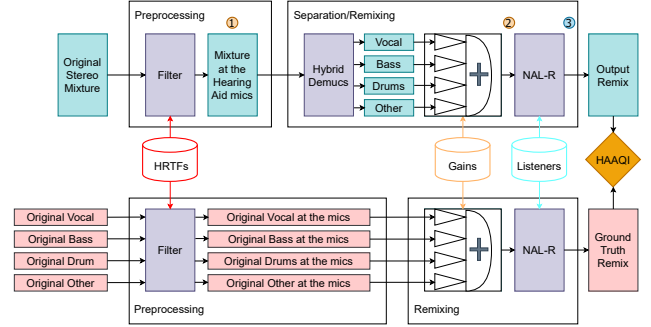 Preprocessing
Separation/Remixing
1
2
3
Original
Stereo
Mixture
Filter
Mixture
at the
Hearing
Aid mics
Hybrid
Demucs
Vocal
Bass
Drums
Other
NAL-R
Output
Remix
HRTFs
Gains
Listeners
HAAQI
Original Vocal
Original Bass
Original Drum
Original Other
Filter
Original Vocal at the mics
Original Bass at the mics
Original Drums at the mics
Original Other at the mics
NAL-R
Ground
Truth
Remix
Preprocessing
Remixing